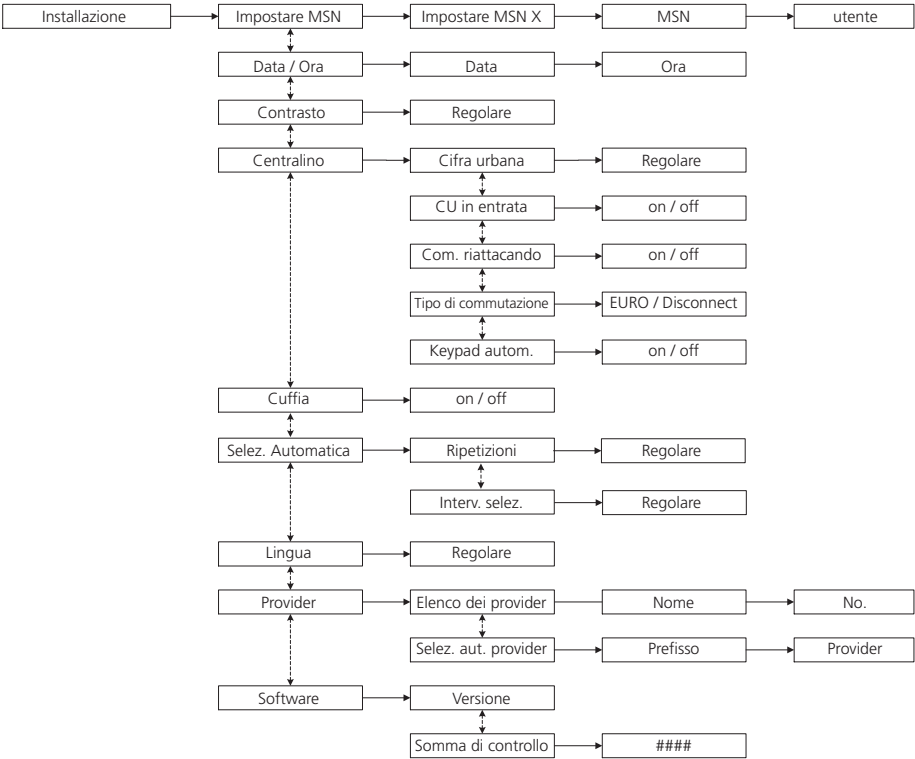 Installazione Impostare MSN Impostare MSN X MSN utente
Data / Ora Data Ora
Contrasto Regolare
Centralino Cifra urbana Regolare
CU in entrata on / off
Com. riattacando on / off
Tipo di commutazione EURO / Disconnect
Keypad autom. on / off
Cuffia on / off
Selez. Automatica Ripetizioni Regolare
Interv. selez. Regolare
Lingua Regolare
Provider Elenco dei provider Nome No.
Selez. aut. provider Prefisso Provider
Software Versione
Somma di controllo ####